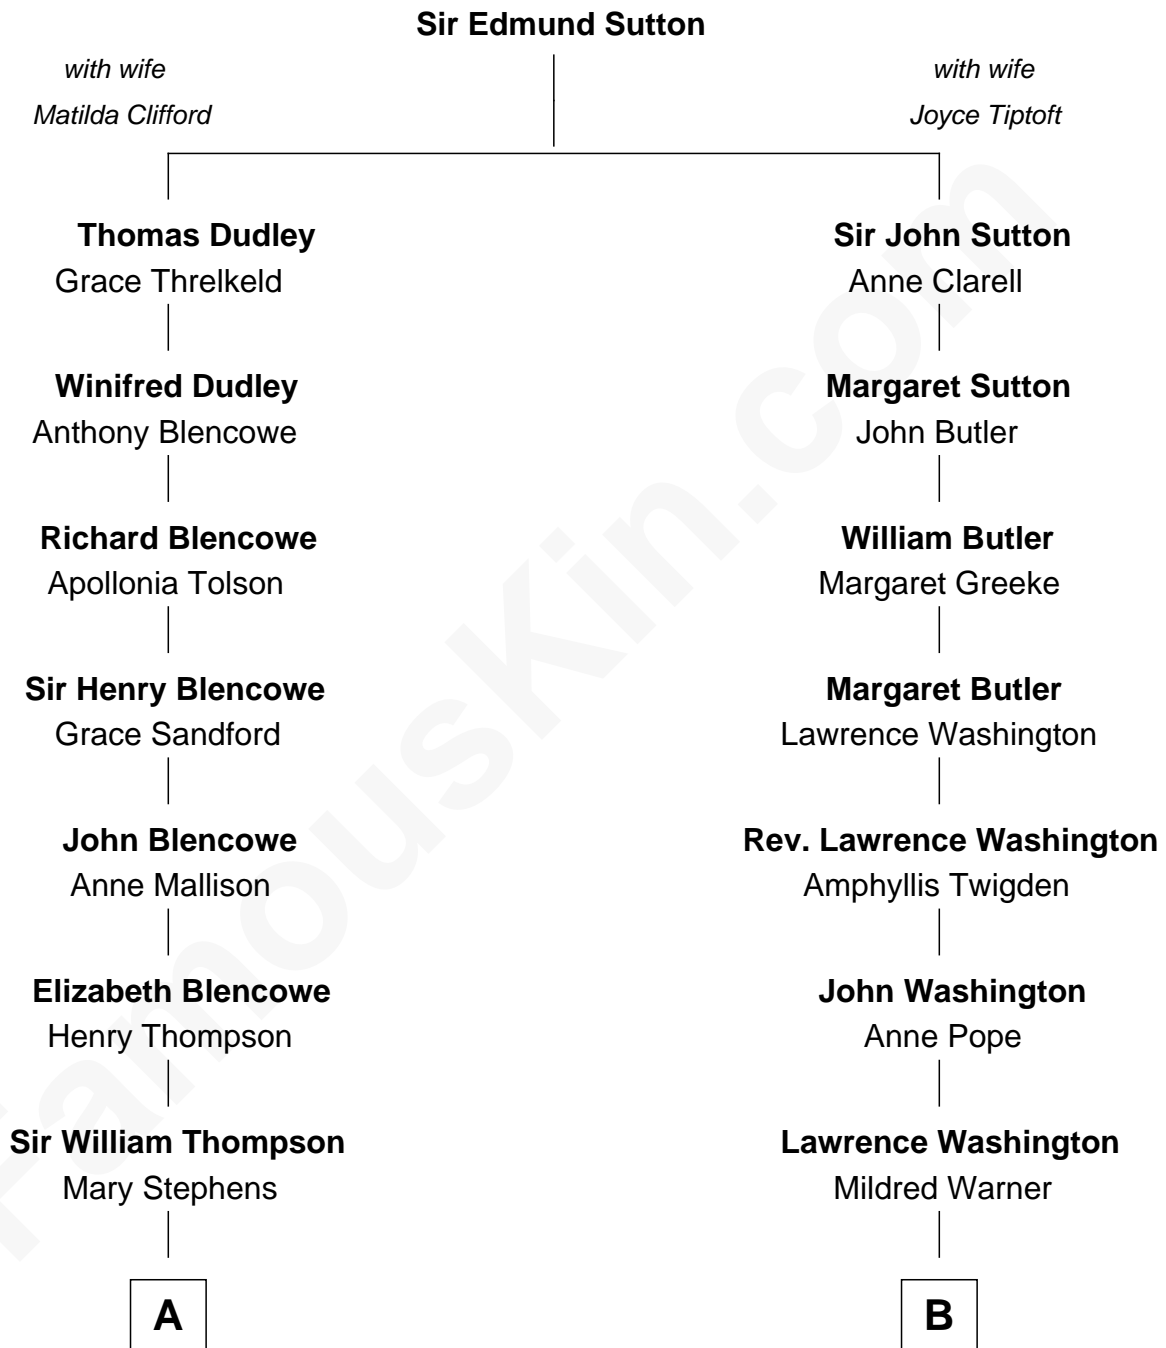 Sir Edmund Sutton
with wife
Matilda Clifford
with wife
Joyce Tiptoft
Thomas Dudley
Grace Threlkeld
Sir John Sutton
Anne Clarell
Winifred Dudley
Anthony Blencowe
Margaret Sutton
John Butler
Richard Blencowe
Apollonia Tolson
William Butler
Margaret Greeke
Sir Henry Blencowe
Grace Sandford
Margaret Butler
Lawrence Washington
John Blencowe
Anne Mallison
Rev. Lawrence Washington
Amphyllis Twigden
Elizabeth Blencowe
Henry Thompson
John Washington
Anne Pope
Sir William Thompson
Mary Stephens
Lawrence Washington
Mildred Warner
A
B
FamousKin.com